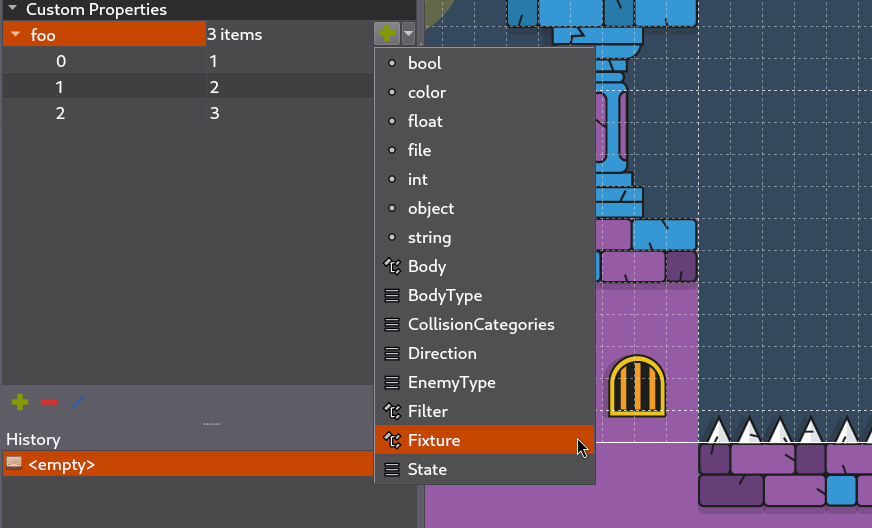 Custom Properties
foo 3 items
0 1
1 2
2 3
bool
color
float
file
int
object
string
Body
BodyType
CollisionCategories
Direction
EnemyType
Filter
Fixture
State
History
<empty>